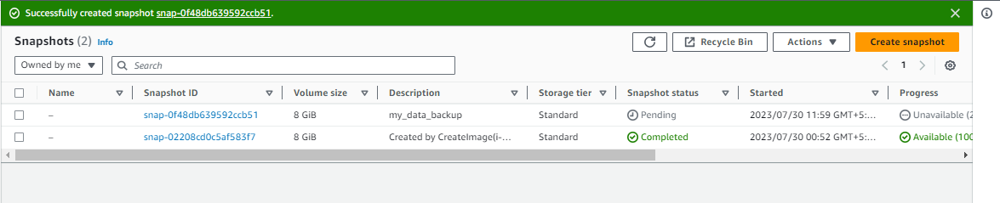 Successfully created snapshot snap-0f48db639592ccb51.
Snapshots (2) Info
Recycle Bin
Actions
Create snapshot
Owned by me
Search
1
Name Snapshot ID Volume size Description Storage tier Snapshot status Started Progress
– snap-0f48db639592ccb51 8 GiB my_data_backup Standard Pending 2023/07/30 11:59 GMT+5:... Unavailable (2
– snap-02208cd0c5af583f7 8 GiB Created by CreateImage(i-... Standard Completed 2023/07/30 00:52 GMT+5:... Available (100